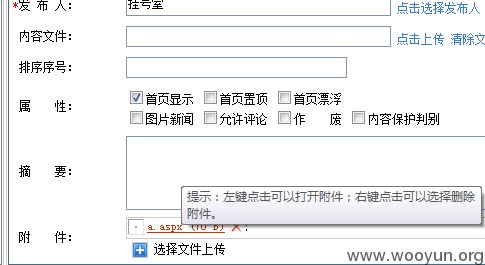 *发 布 人： 挂号室 点击选择发布人
内容文件： 点击上传 清除文
排序序号：
属 性： 首页显示 首页置顶 首页漂浮
图片新闻 允许评论 作 废 内容保护判别
摘 要：
提示：左键点击可以打开附件；右键点击可以选择删除
附件。
附 件： a.aspx
选择文件上传
www.wooyun.org